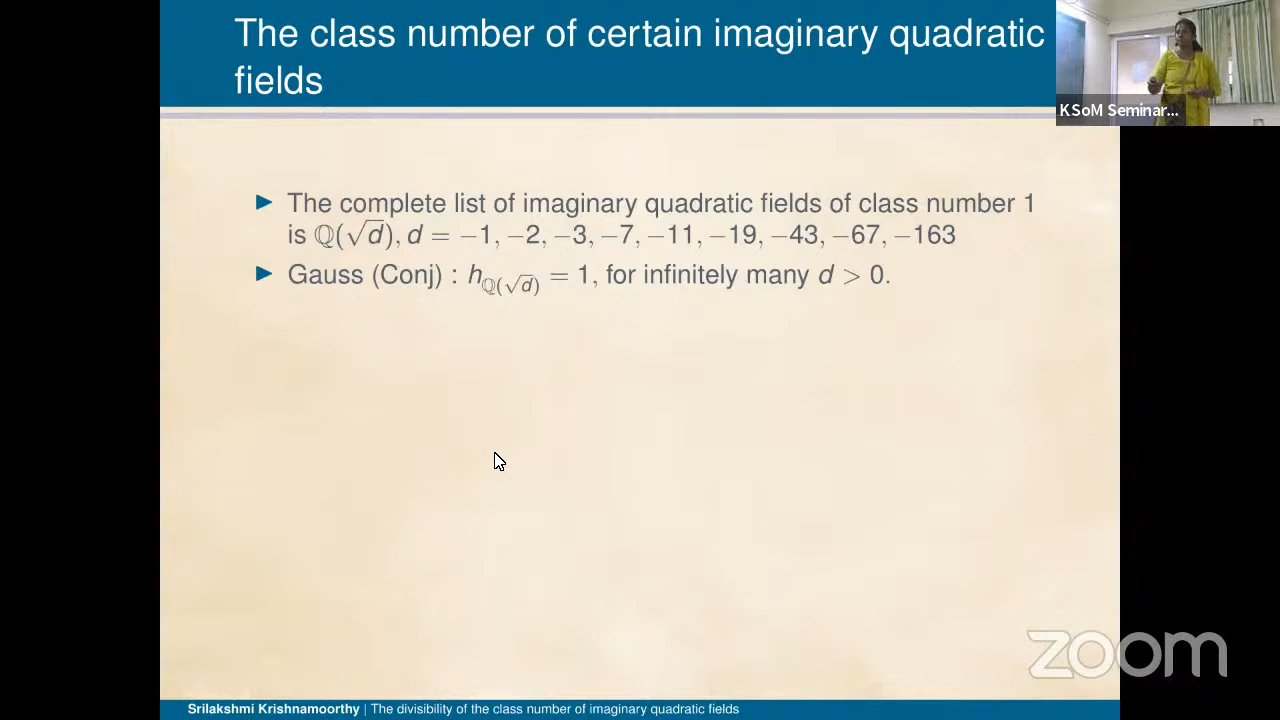 The class number of certain imaginary quadratic
fields
KSoM Seminar...
► The complete list of imaginary quadratic fields of class number 1
is ℚ(√d), d = −1, −2, −3, −7, −11, −19, −43, −67, −163
► Gauss (Conj) : h_{ℚ(√d)} = 1, for infinitely many d > 0.
zoom
Srilakshmi Krishnamoorthy | The divisibility of the class number of imaginary quadratic fields